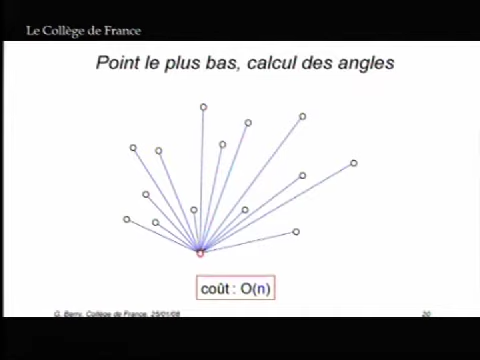 Le Collège de France
Point le plus bas, calcul des angles
coût : O(n)
G. Berry, Collège de France, 25/01/08
20